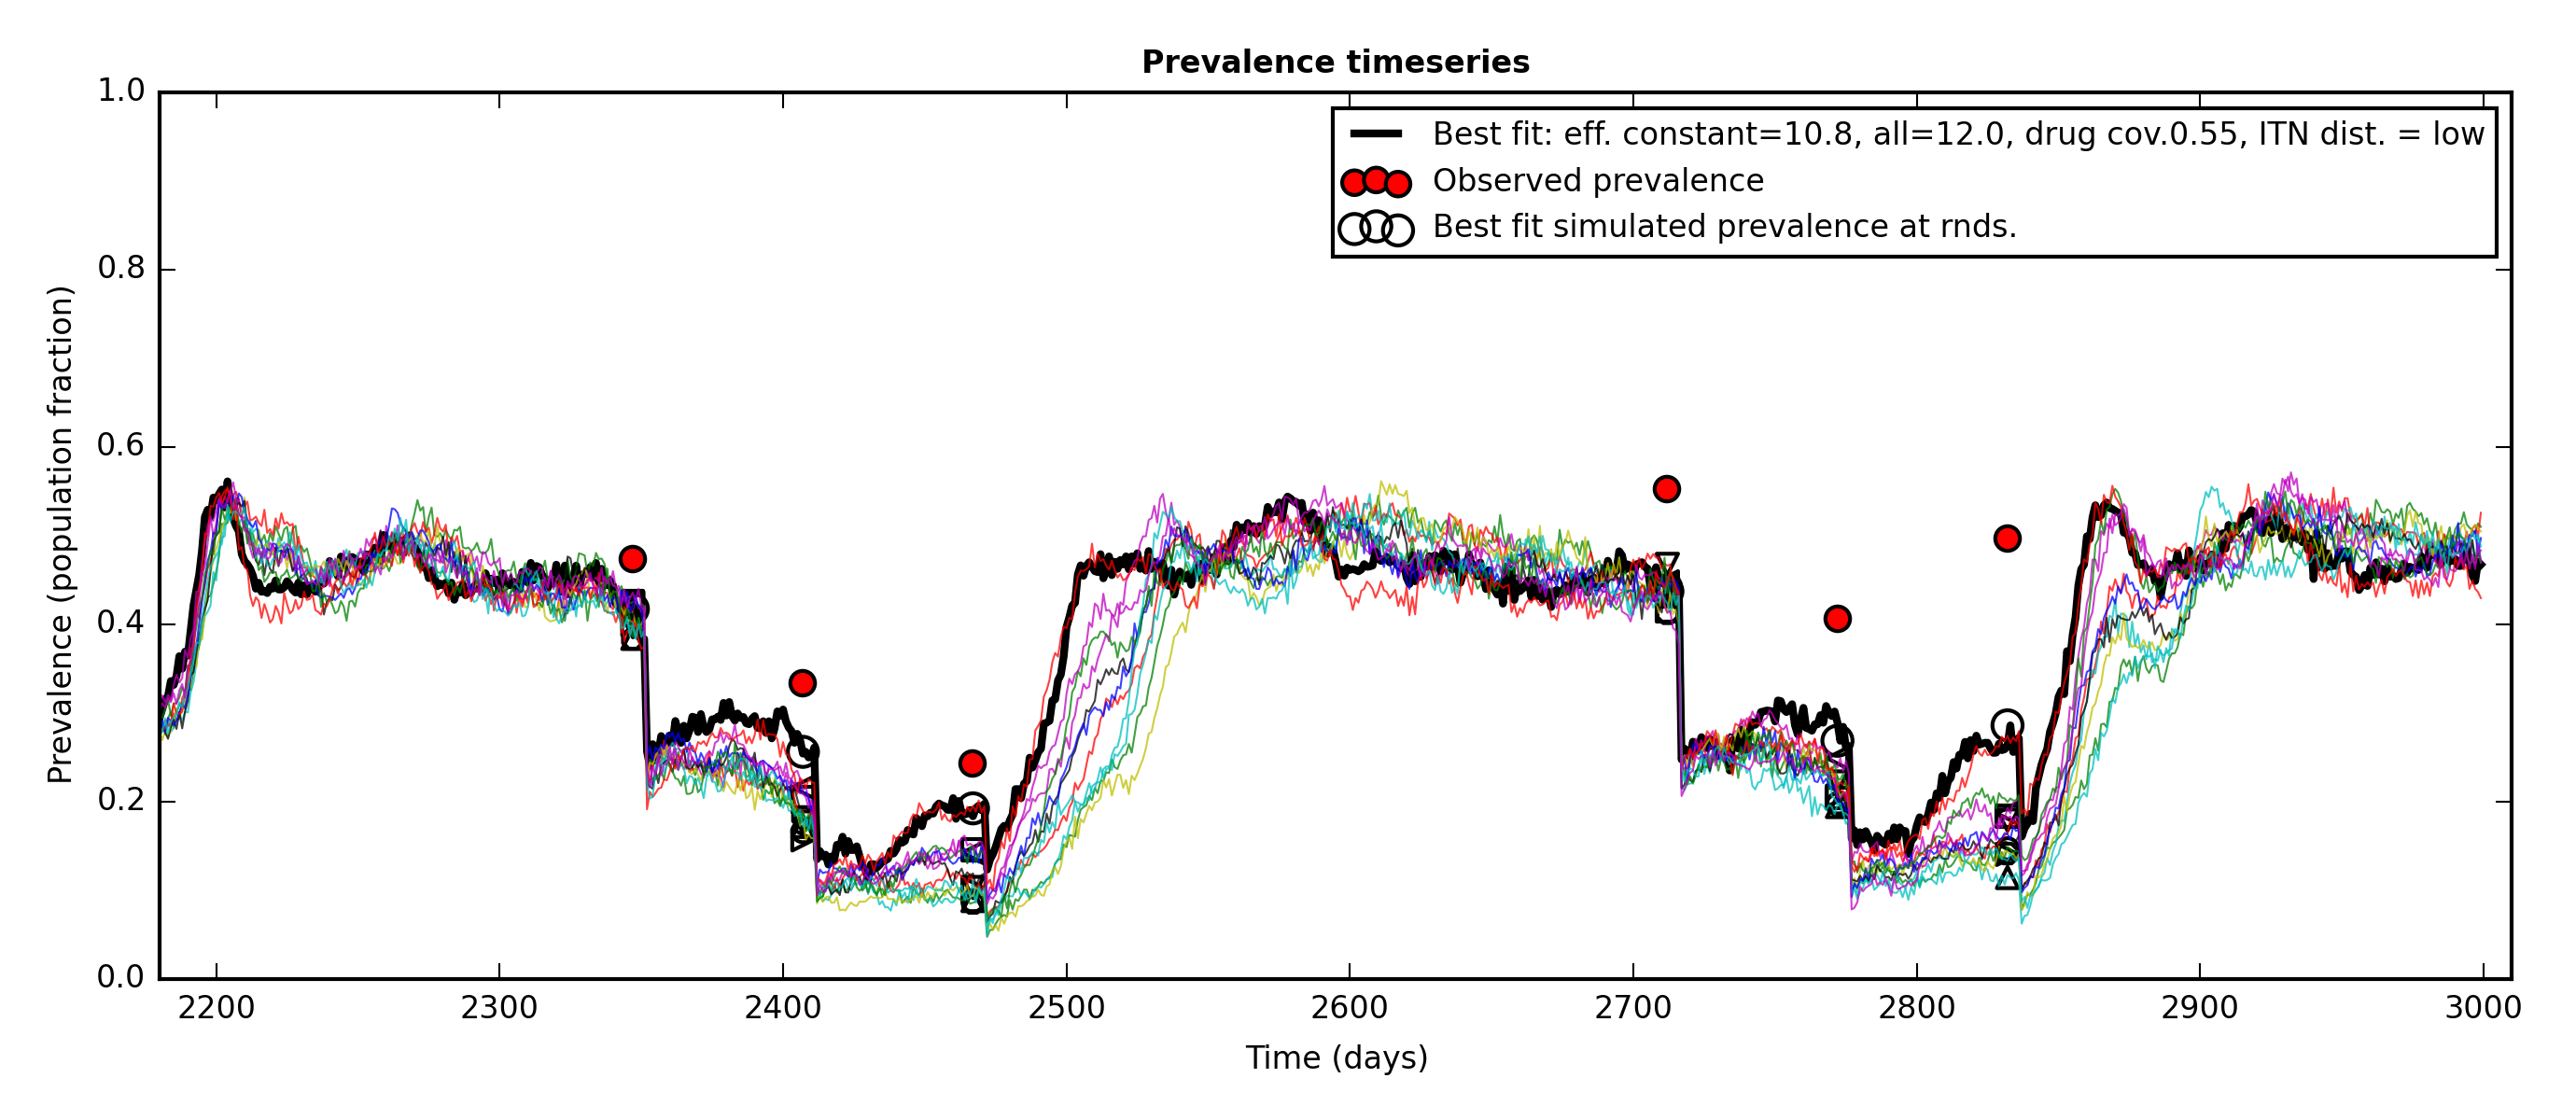 Prevalence timeseries
1.0
0.8
0.6
0.4
0.2
0.0
Prevalence (population fraction)
Best fit: eff. constant=10.8, all=12.0, drug cov.0.55, ITN dist. = low
Observed prevalence
Best fit simulated prevalence at rnds.
2200 2300 2400 2500 2600 2700 2800 2900 3000
Time (days)